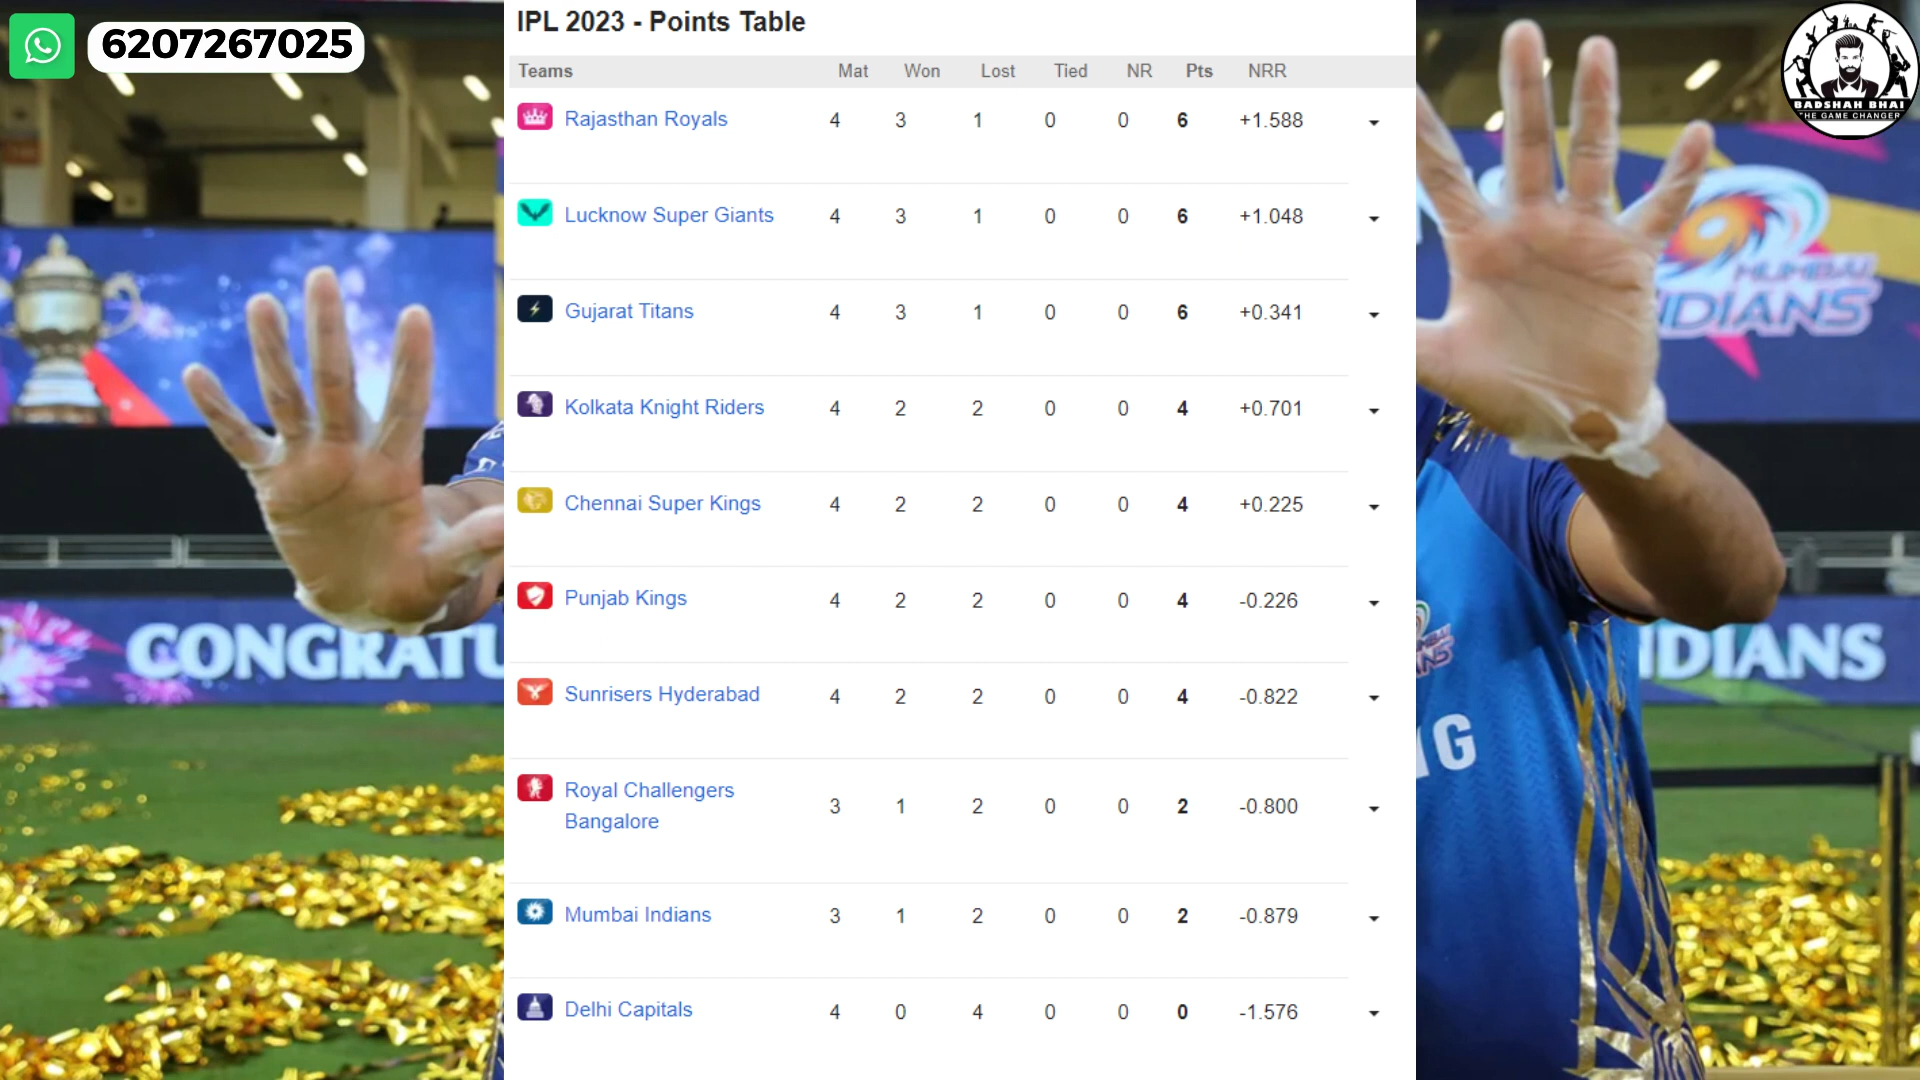 6207267025
IPL 2023 - Points Table
Teams Mat Won Lost Tied NR Pts NRR
Rajasthan Royals 4 3 1 0 0 6 +1.588
Lucknow Super Giants 4 3 1 0 0 6 +1.048
Gujarat Titans 4 3 1 0 0 6 +0.341
Kolkata Knight Riders 4 2 2 0 0 4 +0.701
Chennai Super Kings 4 2 2 0 0 4 +0.225
Punjab Kings 4 2 2 0 0 4 -0.226
Sunrisers Hyderabad 4 2 2 0 0 4 -0.822
Royal Challengers
Bangalore 3 1 2 0 0 2 -0.800
Mumbai Indians 3 1 2 0 0 2 -0.879
Delhi Capitals 4 0 4 0 0 0 -1.576
BADSHAH BHAI
THE GAME CHANGER
MUMBAI
INDIANS
CONGRATU
NDIANS
G